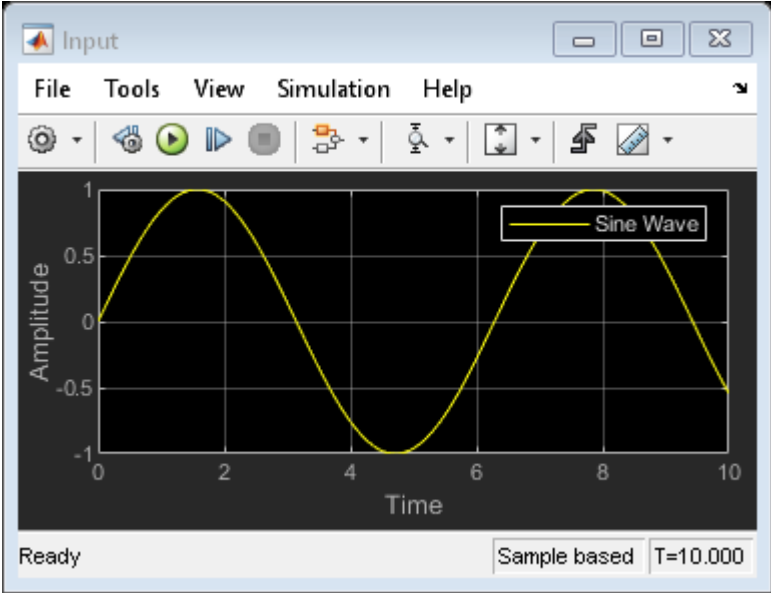 Input
File Tools View Simulation Help
1
Sine Wave
0.5
0
-0.5
-1
Amplitude
0 2 4 6 8 10
Time
Ready Sample based T=10.000